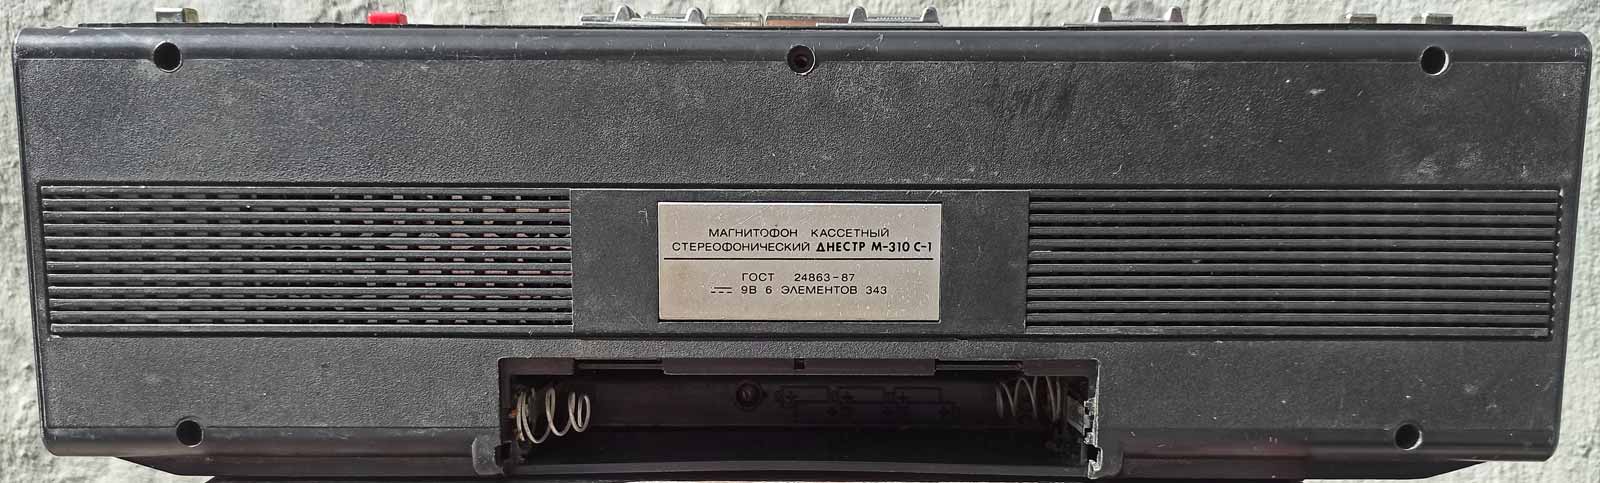 МАГНИТОФОН КАССЕТНЫЙ
СТЕРЕОФОНИЧЕСКИЙ ДНЕСТР М-310 С-1
ГОСТ 24863-87
9В 6 ЭЛЕМЕНТОВ 343